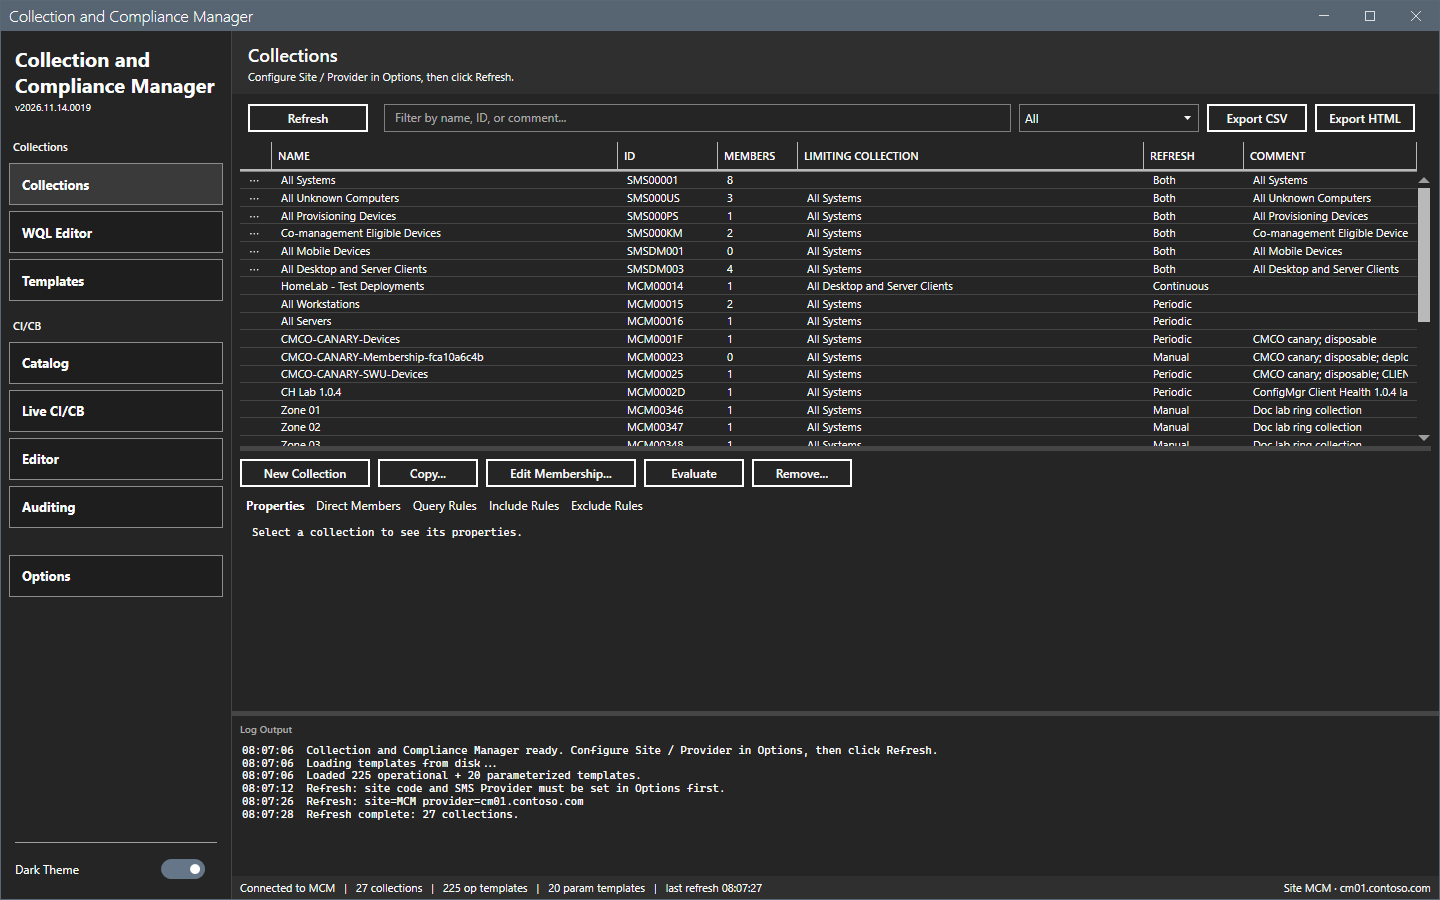 Collection and Compliance Manager
Collection and
Compliance Manager
v2026.11.14.0019
Collections
Collections
WQL Editor
Templates
CI/CB
Catalog
Live CI/CB
Editor
Auditing
Options
Dark Theme
Collections
Configure Site / Provider in Options, then click Refresh.
Refresh Filter by name, ID, or comment... All Export CSV Export HTML
NAME ID MEMBERS LIMITING COLLECTION REFRESH COMMENT
... All Systems SMS00001 8 Both All Systems
... All Unknown Computers SMS000US 3 All Systems Both All Unknown Computers
... All Provisioning Devices SMS000PS 1 All Systems Both All Provisioning Devices
... Co-management Eligible Devices SMS000KM 2 All Systems Both Co-management Eligible Device
... All Mobile Devices SMSDM001 0 All Systems Both All Mobile Devices
... All Desktop and Server Clients SMSDM003 4 All Systems Both All Desktop and Server Clients
HomeLab - Test Deployments MCM00014 1 All Desktop and Server Clients Continuous
All Workstations MCM00015 2 All Systems Periodic
All Servers MCM00016 1 All Systems Periodic
CMCO-CANARY-Devices MCM0001F 1 All Systems Periodic CMCO canary; disposable
CMCO-CANARY-Membership-fca10a6c4b MCM00023 0 All Systems Manual CMCO canary; disposable; deplo
CMCO-CANARY-SWU-Devices MCM00025 1 All Systems Periodic CMCO canary; disposable; CLIEN
CH Lab 1.0.4 MCM0002D 1 All Systems Periodic ConfigMgr Client Health 1.0.4 la
Zone 01 MCM00346 1 All Systems Manual Doc lab ring collection
Zone 02 MCM00347 1 All Systems Manual Doc lab ring collection
Zone 03 MCM00348 1 All Systems Manual Doc lab ring collection
New Collection Copy... Edit Membership... Evaluate Remove...
Properties Direct Members Query Rules Include Rules Exclude Rules
Select a collection to see its properties.
Log Output
08:07:06 Collection and Compliance Manager ready. Configure Site / Provider in Options, then click Refresh.
08:07:06 Loading templates from disk...
08:07:06 Loaded 225 operational + 20 parameterized templates.
08:07:12 Refresh: site code and SMS Provider must be set in Options first.
08:07:26 Refresh: site=MCM provider=cm01.contoso.com
08:07:28 Refresh complete: 27 collections.
Connected to MCM | 27 collections | 225 op templates | 20 param templates | last refresh 08:07:27 Site MCM · cm01.contoso.com